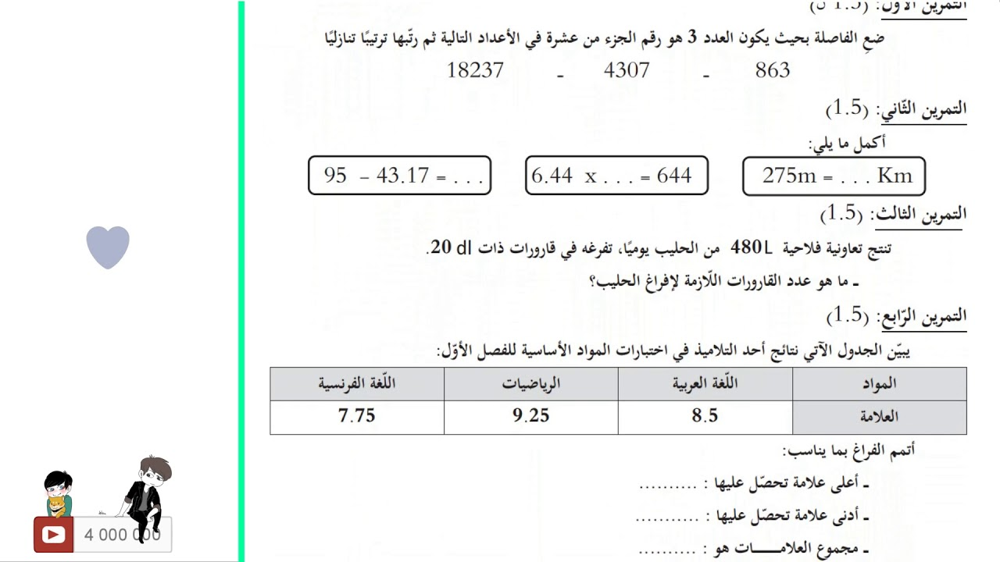 التمرين الأول: (1.5 ن)
ضعِ الفاصلة بحيث يكون العدد 3 هو رقم الجزء من عشرة في الأعداد التالية ثم رتّبها ترتيبًا تنازليًا
863 - 4307 - 18237
التمرين الثّاني: (1.5)
أكمل ما يلي:
275m = . . . Km
6.44 x . . . = 644
95 – 43.17 = . . .
التمرين الثالث: (1.5)
تنتج تعاونية فلاحية 480L من الحليب يوميًا، تفرغه في قارورات ذات 20 dl.
ـ ما هو عدد القارورات اللّازمة لإفراغ الحليب؟
التمرين الرّابع: (1.5)
يبيّن الجدول الآتي نتائج أحد التلاميذ في اختبارات المواد الأساسية للفصل الأوّل:
المواد اللّغة العربية الرياضيات اللّغة الفرنسية
العلامة 8.5 9.25 7.75
أتمم الفراغ بما يناسب:
ـ أعلى علامة تحصّل عليها : ..........
ـ أدنى علامة تحصّل عليها : ...........
ـ مجموع العلامـــــات هو : ..........
4 000 000